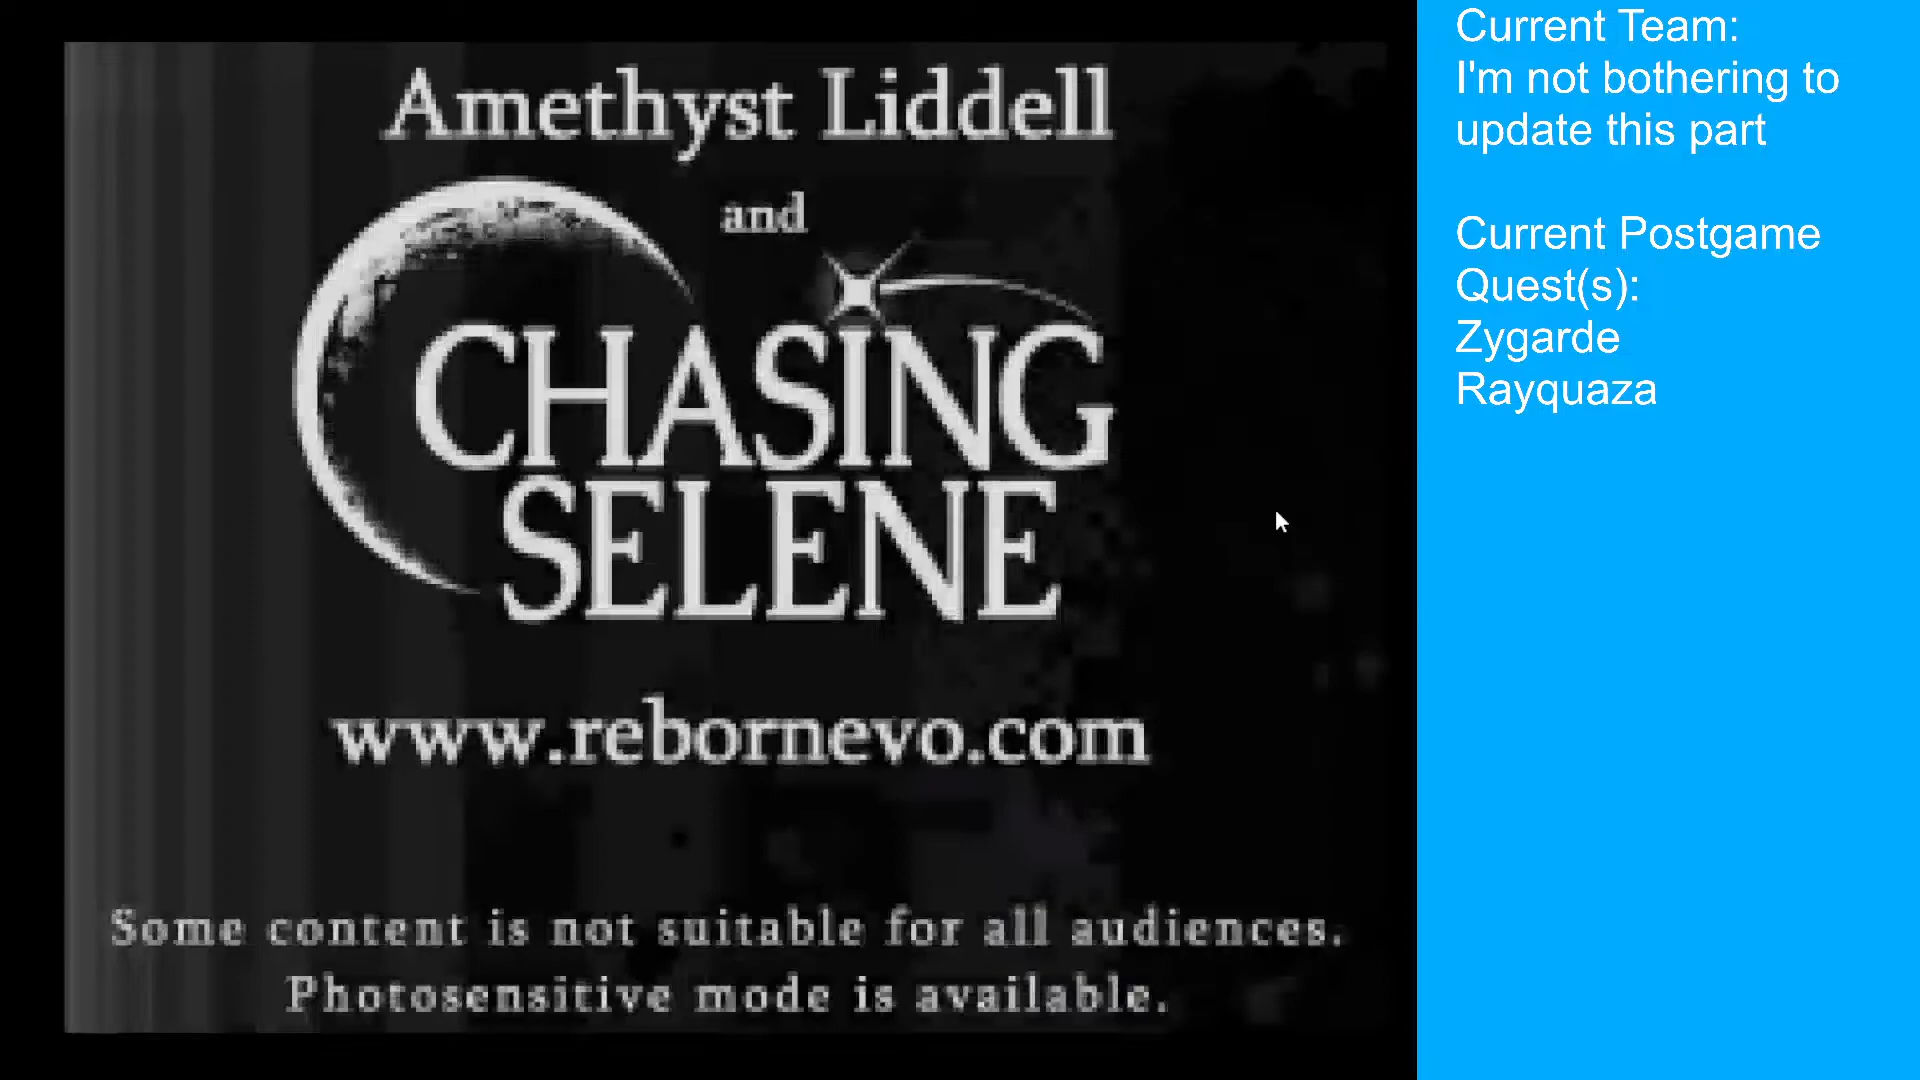 Amethyst Liddell
and
CHASING
SELENE
www.rebornevo.com
Some content is not suitable for all audiences.
Photosensitive mode is available.
Current Team:
I'm not bothering to
update this part
Current Postgame
Quest(s):
Zygarde
Rayquaza